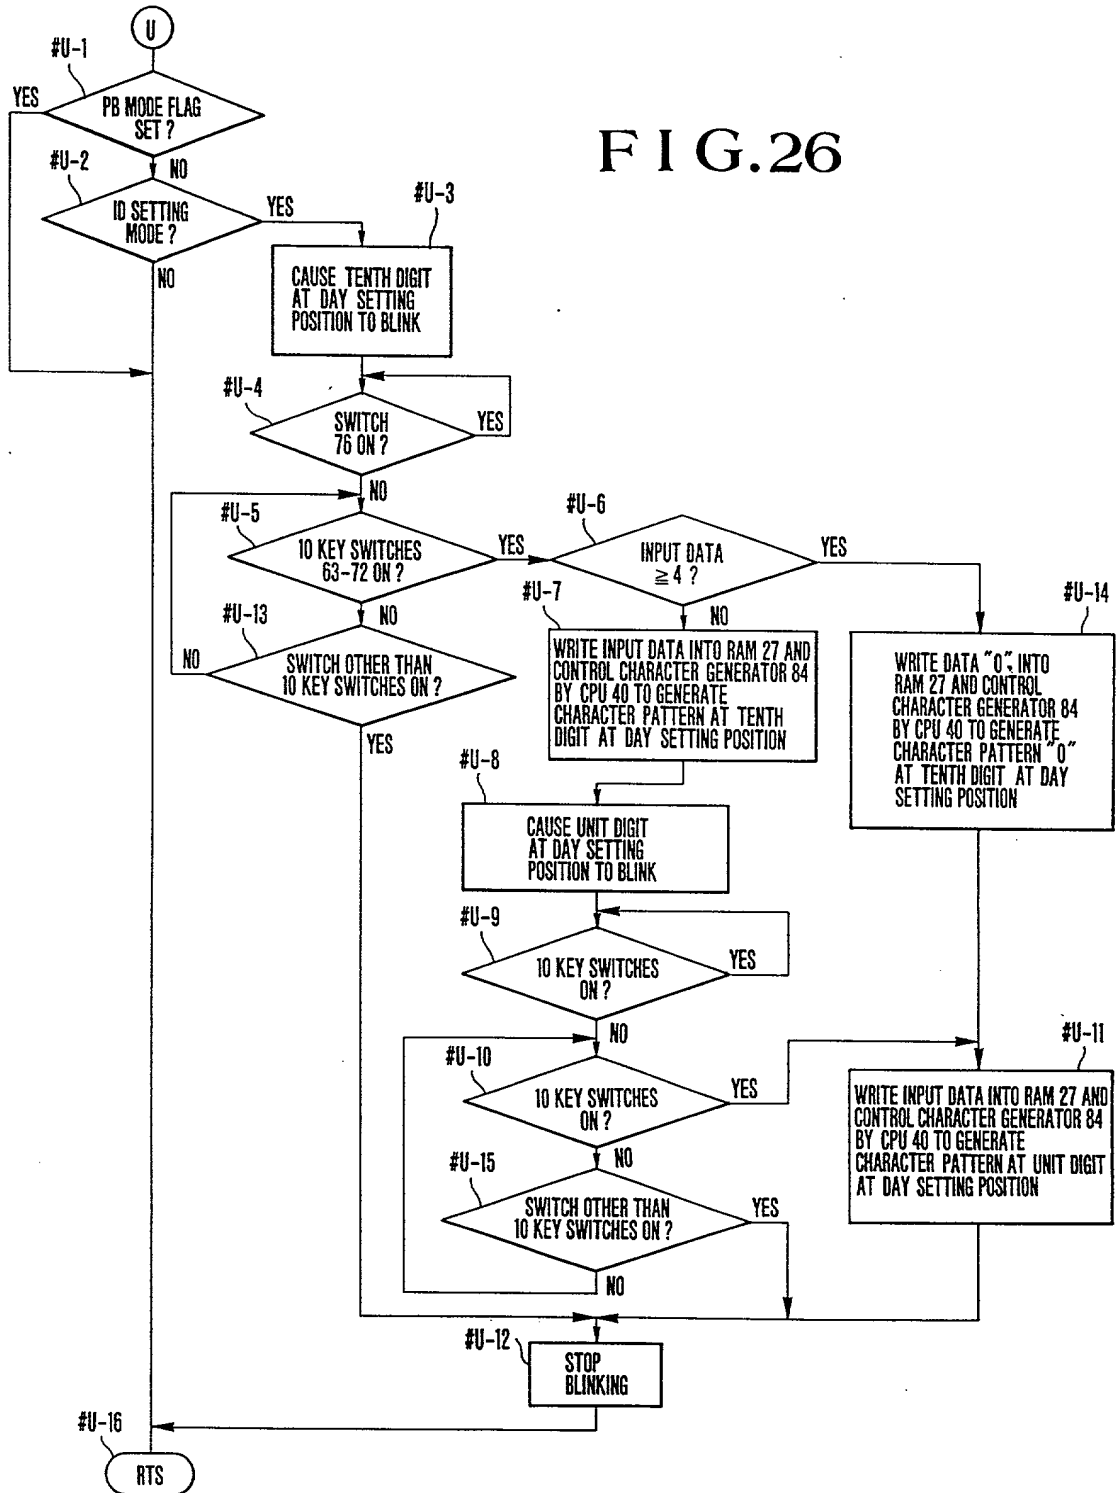 U
#U-1
YES
PB MODE FLAG
SET ?
FIG.26
NO
#U-2
ID SETTING
MODE ?
YES
NO
#U-3
CAUSE TENTH DIGIT
AT DAY SETTING
POSITION TO BLINK
#U-4
SWITCH
76 ON ?
YES
NO
#U-5
10 KEY SWITCHES
63-72 ON ?
YES
NO
#U-6
INPUT DATA
≧ 4 ?
YES
NO
#U-13
SWITCH OTHER THAN
10 KEY SWITCHES ON ?
NO
YES
#U-7
WRITE INPUT DATA INTO RAM 27 AND
CONTROL CHARACTER GENERATOR 84
BY CPU 40 TO GENERATE
CHARACTER PATTERN AT TENTH
DIGIT AT DAY SETTING POSITION
#U-14
WRITE DATA "0", INTO
RAM 27 AND CONTROL
CHARACTER GENERATOR 84
BY CPU 40 TO GENERATE
CHARACTER PATTERN "0"
AT TENTH DIGIT AT DAY
SETTING POSITION
#U-8
CAUSE UNIT DIGIT
AT DAY SETTING
POSITION TO BLINK
#U-9
10 KEY SWITCHES
ON ?
YES
NO
#U-10
10 KEY SWITCHES
ON ?
YES
NO
#U-11
WRITE INPUT DATA INTO RAM 27 AND
CONTROL CHARACTER GENERATOR 84
BY CPU 40 TO GENERATE
CHARACTER PATTERN AT UNIT DIGIT
AT DAY SETTING POSITION
#U-15
SWITCH OTHER THAN
10 KEY SWITCHES ON ?
YES
NO
#U-12
STOP
BLINKING
#U-16
RTS